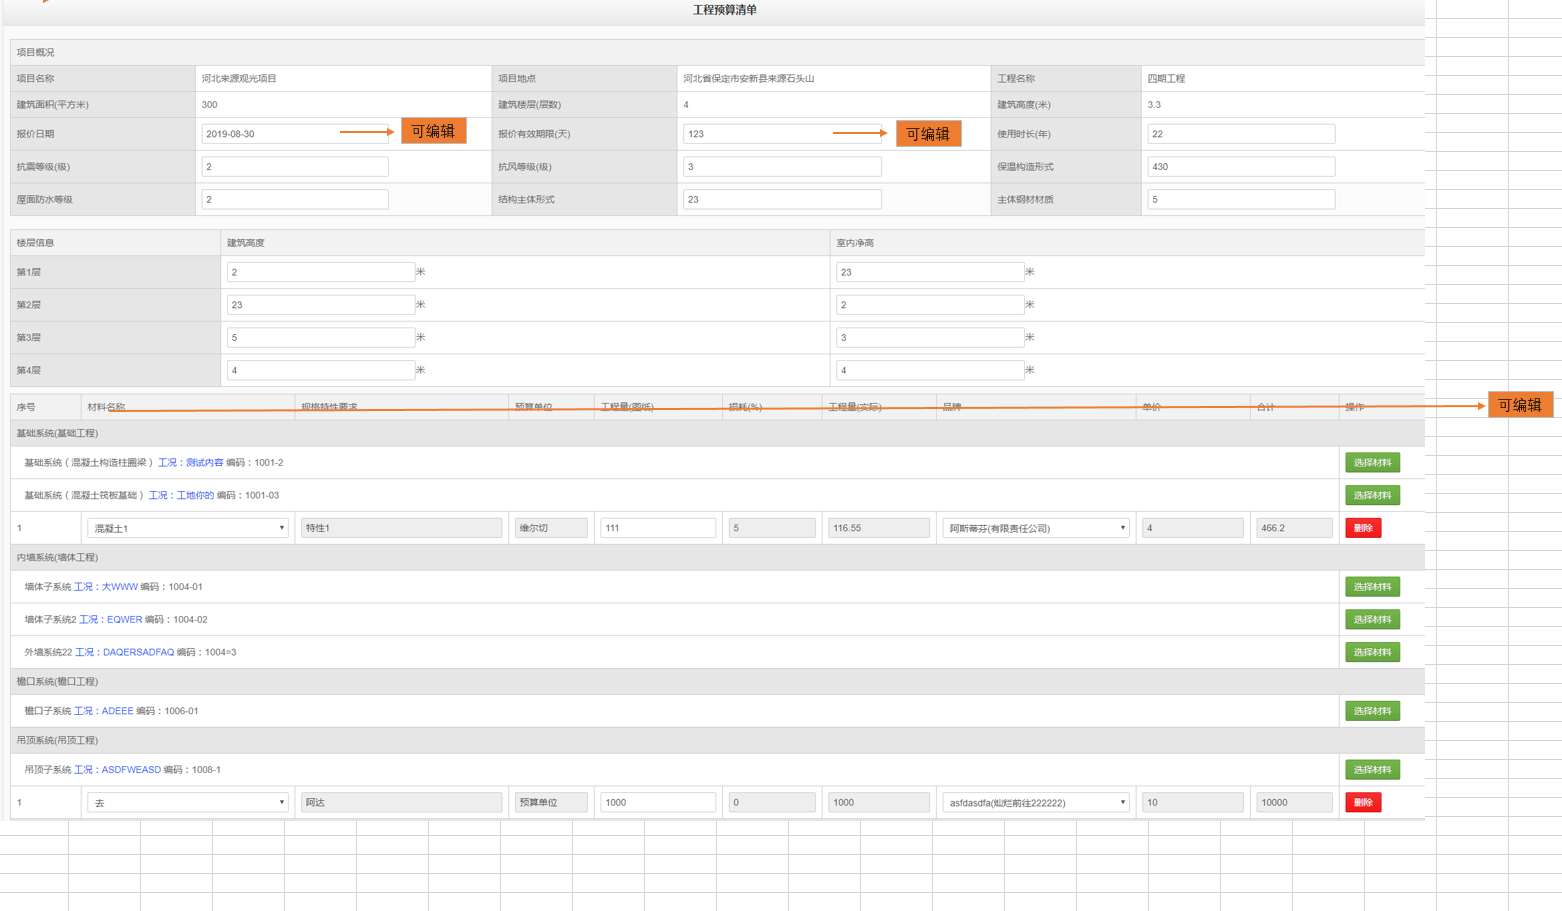 工程预算清单
项目概况
项目名称 河北来源观光项目 项目地点 河北省保定市安新县来源石头山 工程名称 四期工程
建筑面积(平方米) 300 建筑楼层(层数) 4 建筑高度(米) 3.3
报价日期 2019-08-30 可编辑 报价有效期限(天) 123 可编辑 使用时长(年) 22
抗震等级(级) 2 抗风等级(级) 3 保温构造形式 430
屋面防水等级 2 结构主体形式 23 主体钢材材质 5
楼层信息 建筑高度 室内净高
第1层 2 米 23 米
第2层 23 米 2 米
第3层 5 米 3 米
第4层 4 米 4 米
序号 材料名称 规格特性要求 预算单位 工程量(图纸) 损耗(%) 工程量(实际) 品牌 单价 合计 操作 可编辑
基础系统(基础工程)
基础系统（混凝土构造柱圈梁） 工况：测试内容 编码：1001-2 选择材料
基础系统（混凝土筏板基础） 工况：工地你的 编码：1001-03 选择材料
1 混凝土1 特性1 维尔切 111 5 116.55 阿斯蒂芬(有限责任公司) 4 466.2 删除
内墙系统(墙体工程)
墙体子系统 工况：大WWW 编码：1004-01 选择材料
墙体子系统2 工况：EQWER 编码：1004-02 选择材料
外墙系统22 工况：DAQERSADFAQ 编码：1004=3 选择材料
檐口系统(檐口工程)
檐口子系统 工况：ADEEE 编码：1006-01 选择材料
吊顶系统(吊顶工程)
吊顶子系统 工况：ASDFWEASD 编码：1008-1 选择材料
1 去 阿达 预算单位 1000 0 1000 asfdasdfa(灿烂前往222222) 10 10000 删除